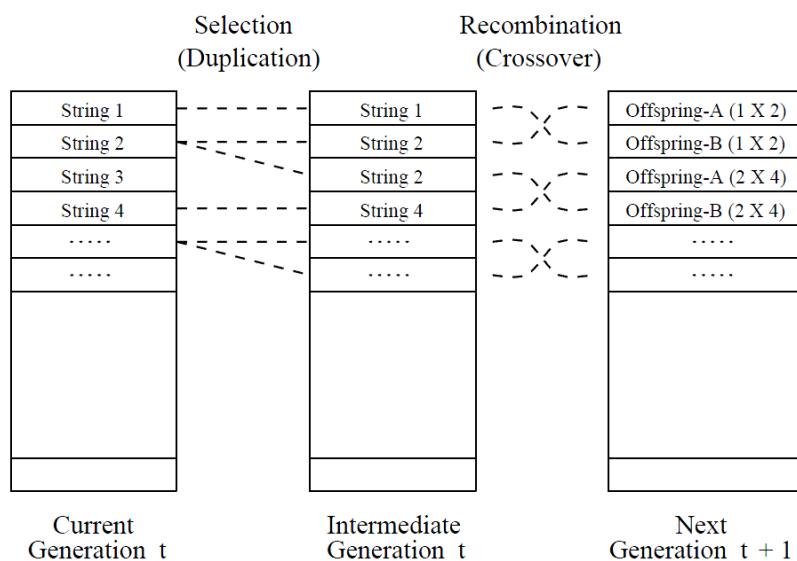 Selection
(Duplication)
Recombination
(Crossover)
String 1
String 2
String 3
String 4
.....
.....
String 1
String 2
String 2
String 4
.....
.....
Offspring-A (1 X 2)
Offspring-B (1 X 2)
Offspring-A (2 X 4)
Offspring-B (2 X 4)
.....
.....
Current
Generation t
Intermediate
Generation t
Next
Generation t + 1